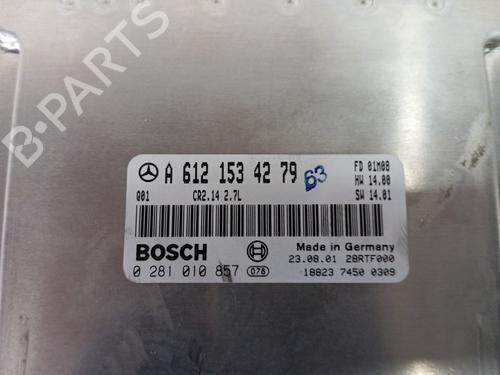 B-PARTS
A 612 153 42 79 63
FD 01M08
HW 14.00
SW 14.01
Q01 CR2.14 2.7L
BOSCH
Made in Germany
0 281 010 857 078
23.08.01 28RTF000
18823 7450 0309